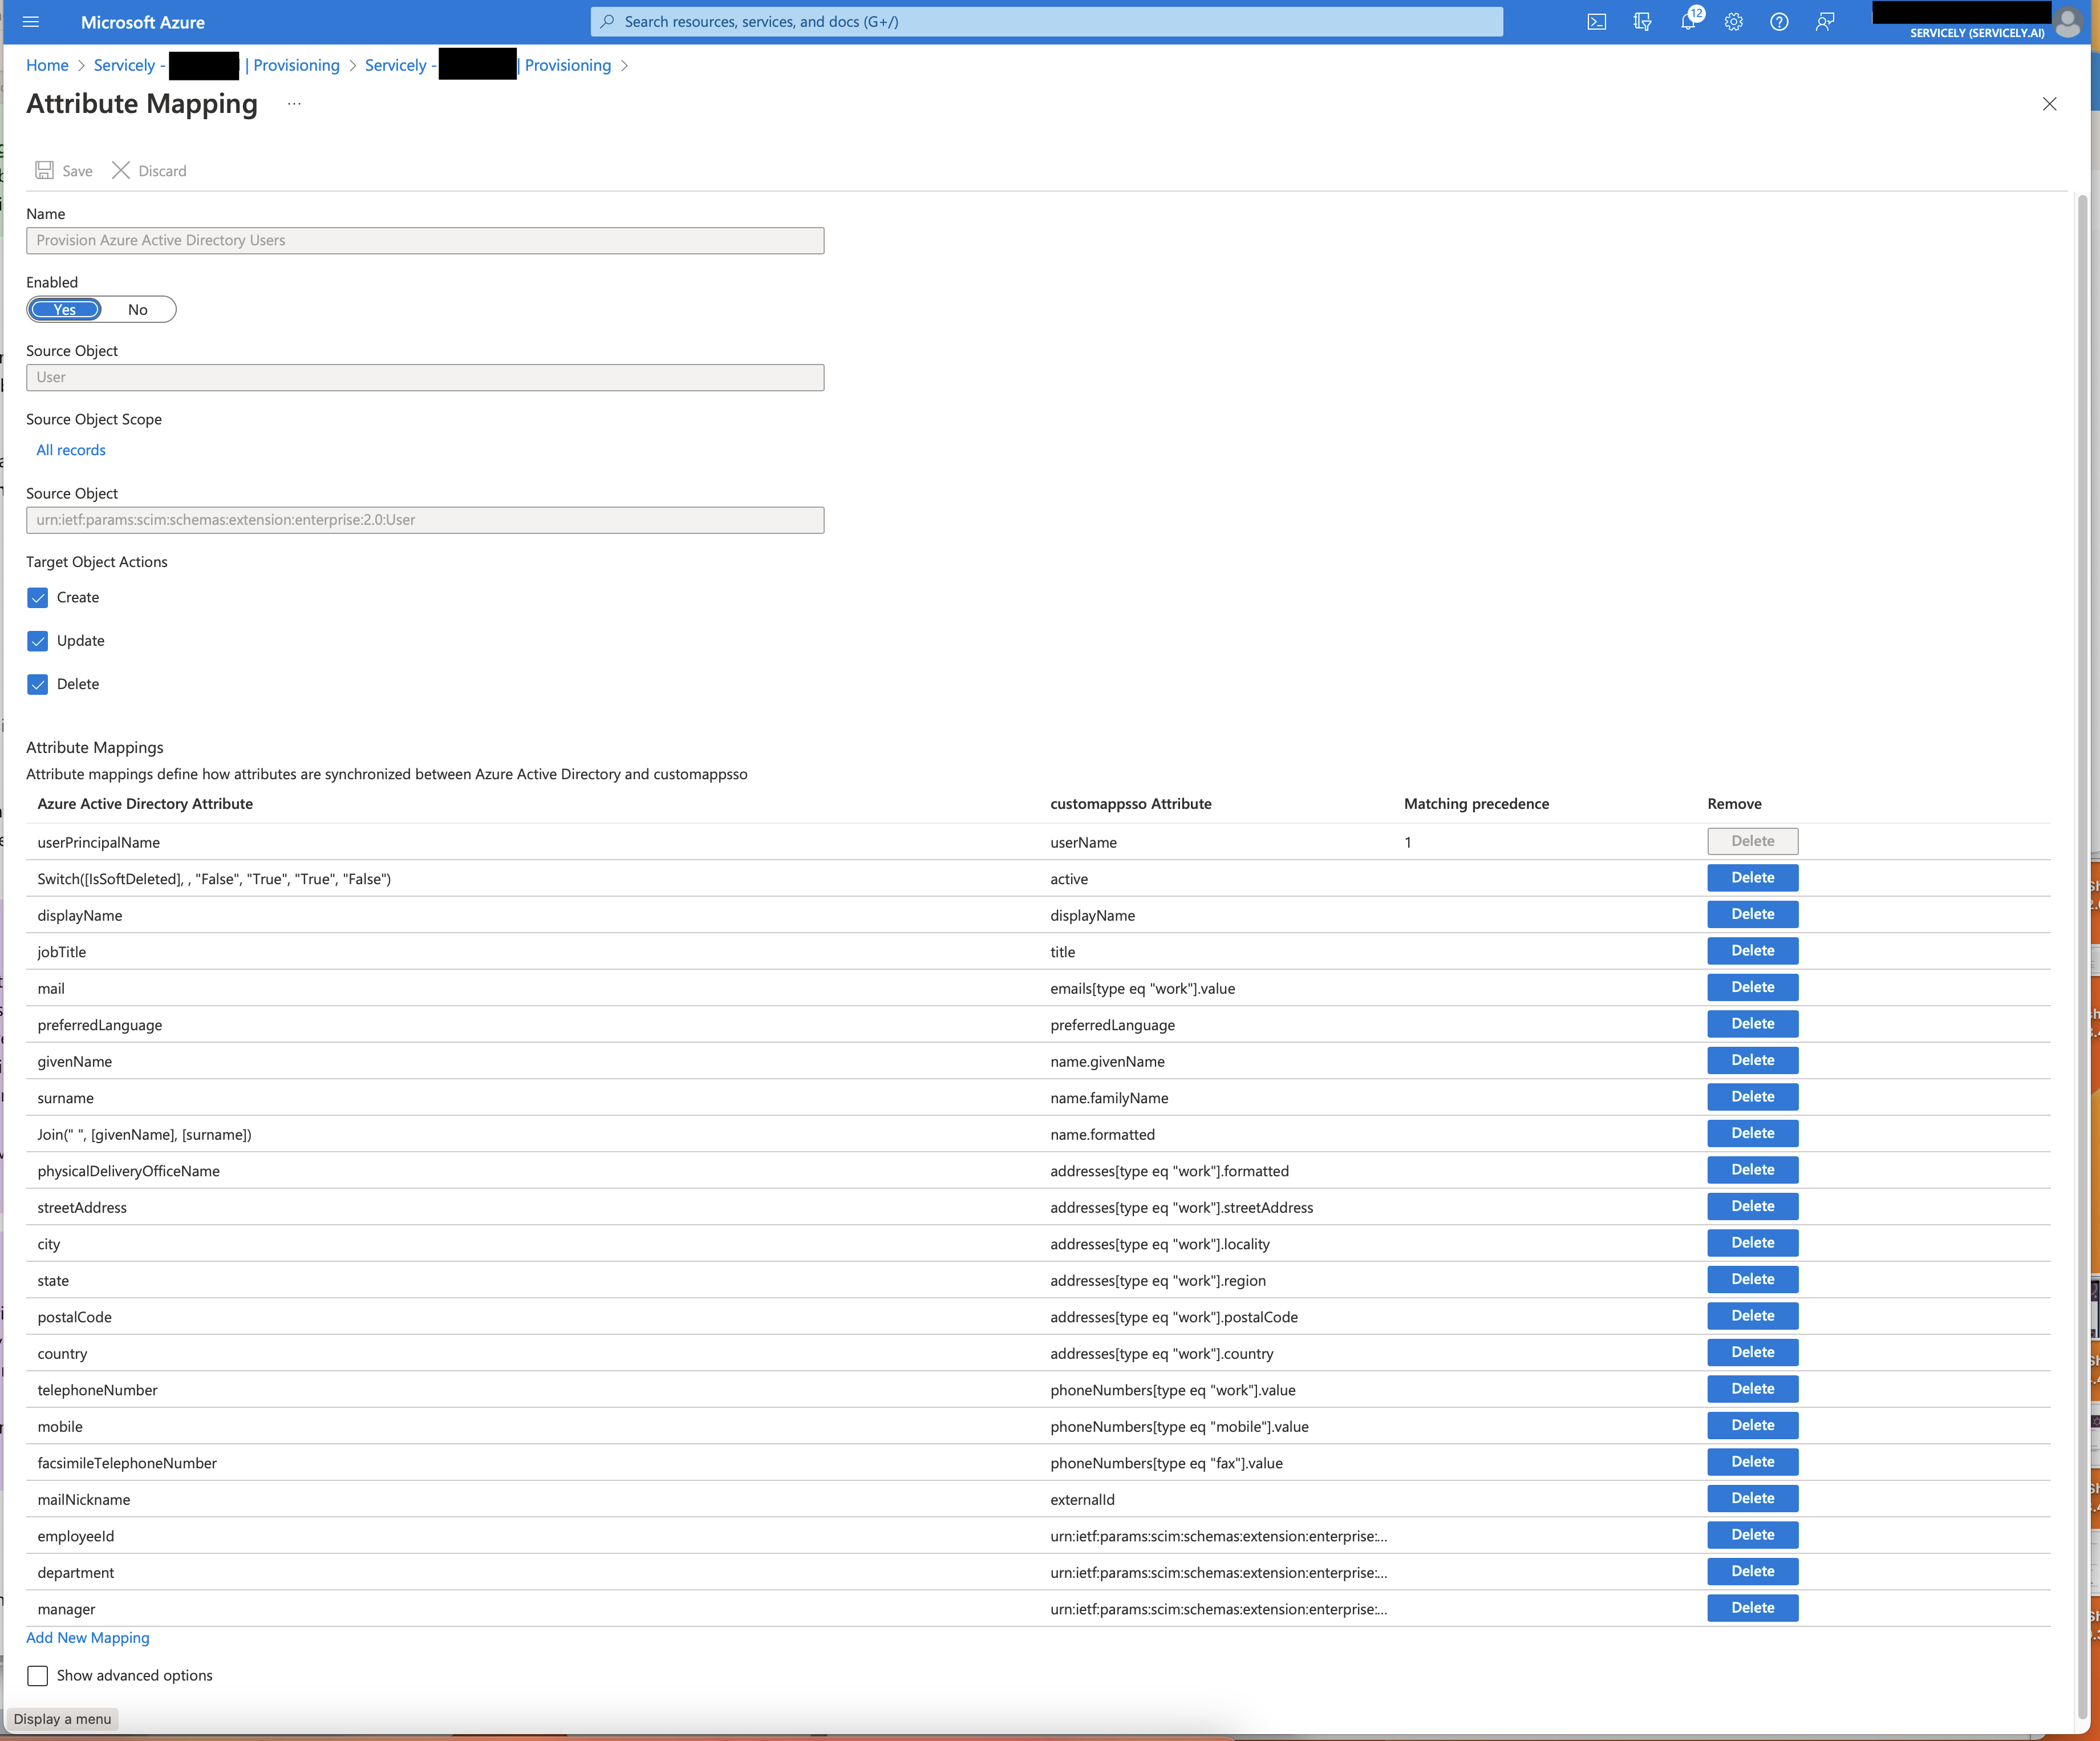 Microsoft Azure
Search resources, services, and docs (G+/)
12
SERVICELY (SERVICELY.AI)
Home > Servicely - | Provisioning > Servicely - | Provisioning >
Attribute Mapping ...
Save Discard
Name
Provision Azure Active Directory Users
Enabled
Yes No
Source Object
User
Source Object Scope
All records
Source Object
urn:ietf:params:scim:schemas:extension:enterprise:2.0:User
Target Object Actions
Create
Update
Delete
Attribute Mappings
Attribute mappings define how attributes are synchronized between Azure Active Directory and customappsso
Azure Active Directory Attribute customappsso Attribute Matching precedence Remove
userPrincipalName userName 1 Delete
Switch([IsSoftDeleted], , "False", "True", "True", "False") active Delete
displayName displayName Delete
jobTitle title Delete
mail emails[type eq "work"].value Delete
preferredLanguage preferredLanguage Delete
givenName name.givenName Delete
surname name.familyName Delete
Join(" ", [givenName], [surname]) name.formatted Delete
physicalDeliveryOfficeName addresses[type eq "work"].formatted Delete
streetAddress addresses[type eq "work"].streetAddress Delete
city addresses[type eq "work"].locality Delete
state addresses[type eq "work"].region Delete
postalCode addresses[type eq "work"].postalCode Delete
country addresses[type eq "work"].country Delete
telephoneNumber phoneNumbers[type eq "work"].value Delete
mobile phoneNumbers[type eq "mobile"].value Delete
facsimileTelephoneNumber phoneNumbers[type eq "fax"].value Delete
mailNickname externalId Delete
employeeId urn:ietf:params:scim:schemas:extension:enterprise:... Delete
department urn:ietf:params:scim:schemas:extension:enterprise:... Delete
manager urn:ietf:params:scim:schemas:extension:enterprise:... Delete
Add New Mapping
Show advanced options
Display a menu